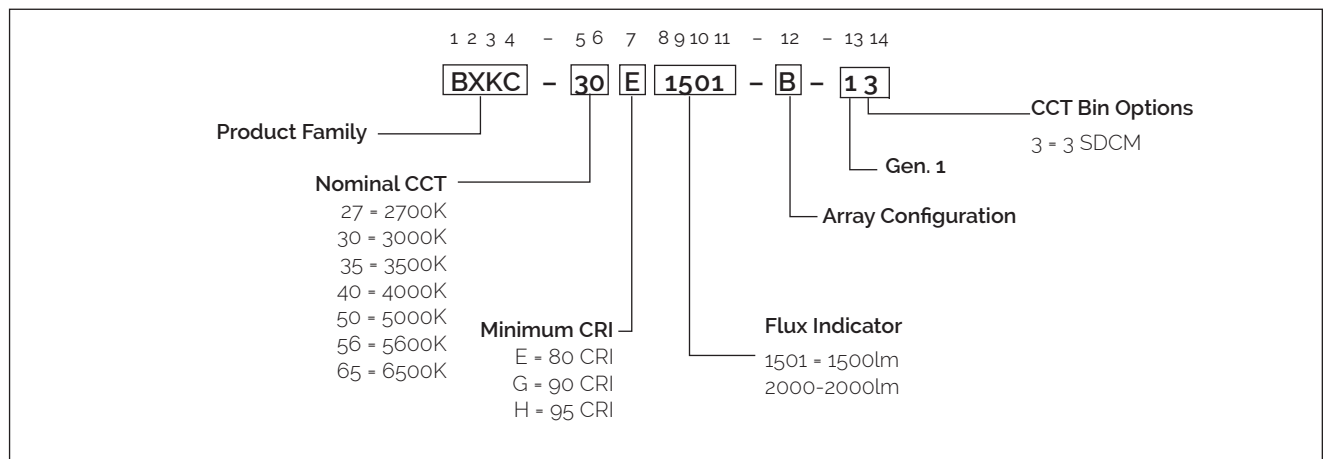 1 2 3 4 - 5 6 7 8 9 10 11 - 12 - 13 14
BXKC - 30 E 1501 - B - 1 3
Product Family
CCT Bin Options
3 = 3 SDCM
Gen. 1
Nominal CCT
27 = 2700K
30 = 3000K
35 = 3500K
40 = 4000K
50 = 5000K
56 = 5600K
65 = 6500K
Array Configuration
Minimum CRI
E = 80 CRI
G = 90 CRI
H = 95 CRI
Flux Indicator
1501 = 1500lm
2000-2000lm